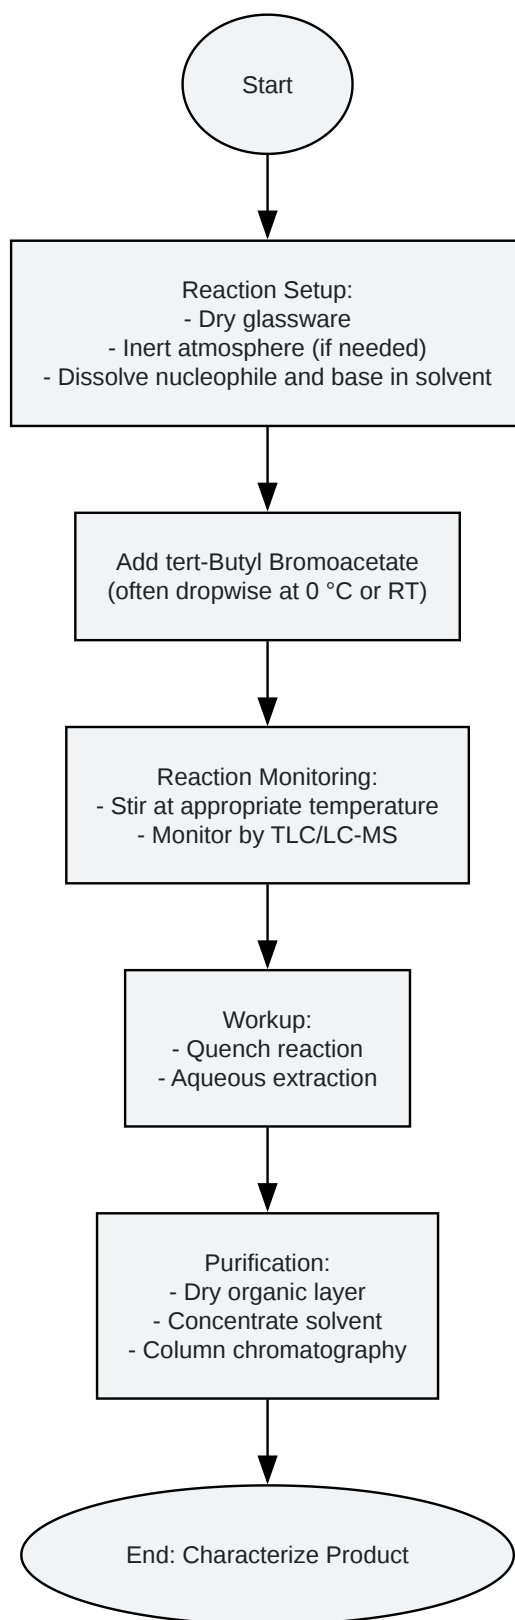 Start
Reaction Setup:
- Dry glassware
- Inert atmosphere (if needed)
- Dissolve nucleophile and base in solvent
Add tert-Butyl Bromoacetate
(often dropwise at 0 °C or RT)
Reaction Monitoring:
- Stir at appropriate temperature
- Monitor by TLC/LC-MS
Workup:
- Quench reaction
- Aqueous extraction
Purification:
- Dry organic layer
- Concentrate solvent
- Column chromatography
End: Characterize Product